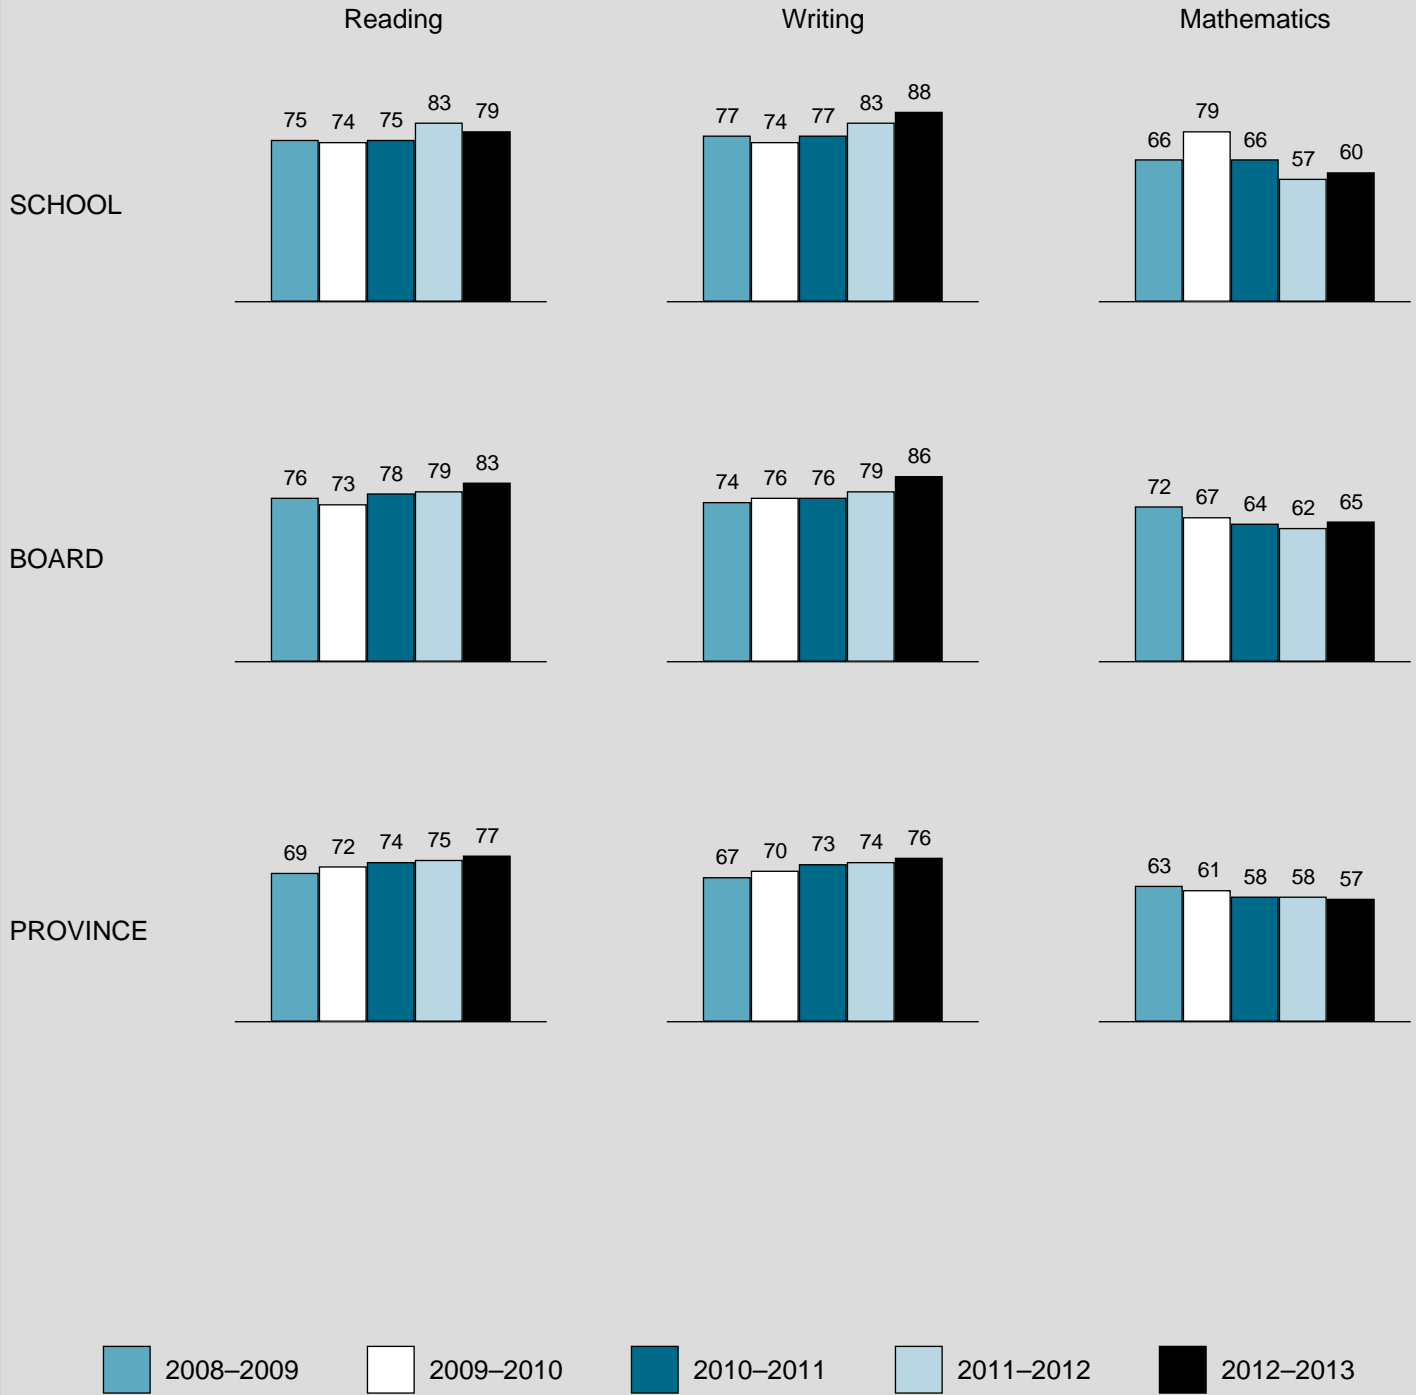 Reading Writing Mathematics
75 74 75 83 79 77 74 77 83 88 66 79 66 57 60
SCHOOL
76 73 78 79 83 74 76 76 79 86 72 67 64 62 65
BOARD
69 72 74 75 77 67 70 73 74 76 63 61 58 58 57
PROVINCE
2008–2009 2009–2010 2010–2011 2011–2012 2012–2013